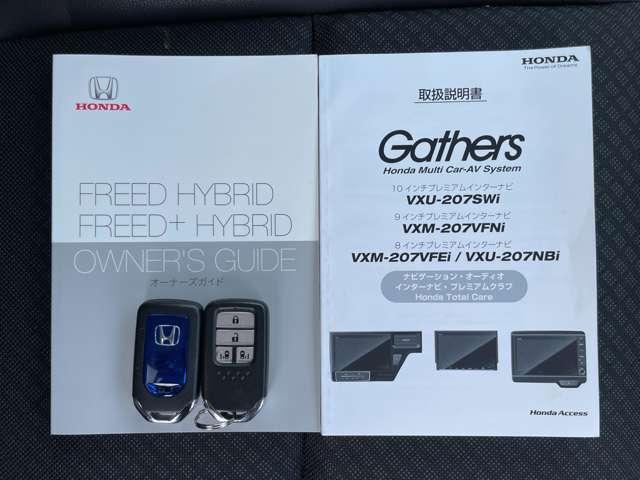 HONDA
FREED HYBRID
FREED+ HYBRID
OWNER'S GUIDE
オーナーズガイド
HONDA
The Power of Dreams
取扱説明書
Gathers
Honda Multi Car-AV System
10インチプレミアムインターナビ
VXU-207SWi
9インチプレミアムインターナビ
VXM-207VFNi
8インチプレミアムインターナビ
VXM-207VFEi / VXU-207NBi
ナビゲーション・オーディオ
インターナビ・プレミアムクラブ
Honda Total Care
Honda Access